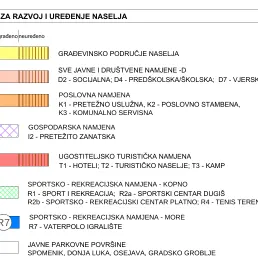 ZA RAZVOJ I UREĐENJE NASELJA
građeno neuređeno
GRAĐEVINSKO PODRUČJE NASELJA
SVE JAVNE I DRUŠTVENE NAMJENE -D
D2 - SOCIJALNA; D4 - PREDŠKOLSKA/ŠKOLSKA; D7 - VJERSK
POSLOVNA NAMJENA
K1 - PRETEŽNO USLUŽNA, K2 - POSLOVNO STAMBENA,
K3 - KOMUNALNO SERVISNA
GOSPODARSKA NAMJENA
I2 - PRETEŽITO ZANATSKA
UGOSTITELJSKO TURISTIČKA NAMJENA
T1 - HOTELI; T2 - TURISTIČKO NASELJE; T3 - KAMP
SPORTSKO - REKREACIJSKA NAMJENA - KOPNO
R1 - SPORT I REKREACIJA; R2a - SPORTSKI CENTAR DUGIŠ
R2b - SPORTSKO - REKREACIJSKI CENTAR PLATNO; R4 - TENIS TEREN
SPORTSKO - REKREACIJSKA NAMJENA - MORE
R7
R7 - VATERPOLO IGRALIŠTE
JAVNE PARKOVNE POVRŠINE
SPOMENIK, DONJA LUKA, OSEJAVA, GRADSKO GROBLJE